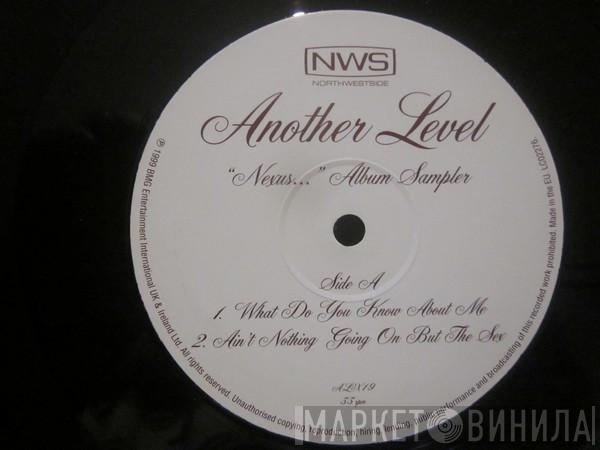 NWS
NORTHWESTSIDE
Another Level
"Nexus..." Album Sampler
Side A
1. What Do You Know About Me
2. Ain't Nothing Going On But The Sex
ALX19
33 rpm
℗ 1999 BMG Entertainment International UK & Ireland Ltd. All rights reserved. Unauthorised copying, reproduction, hiring, lending, public performance and broadcasting of this recorded work prohibited. Made in the EU. LC02276.
МАРКЕТ ВИНИЛА